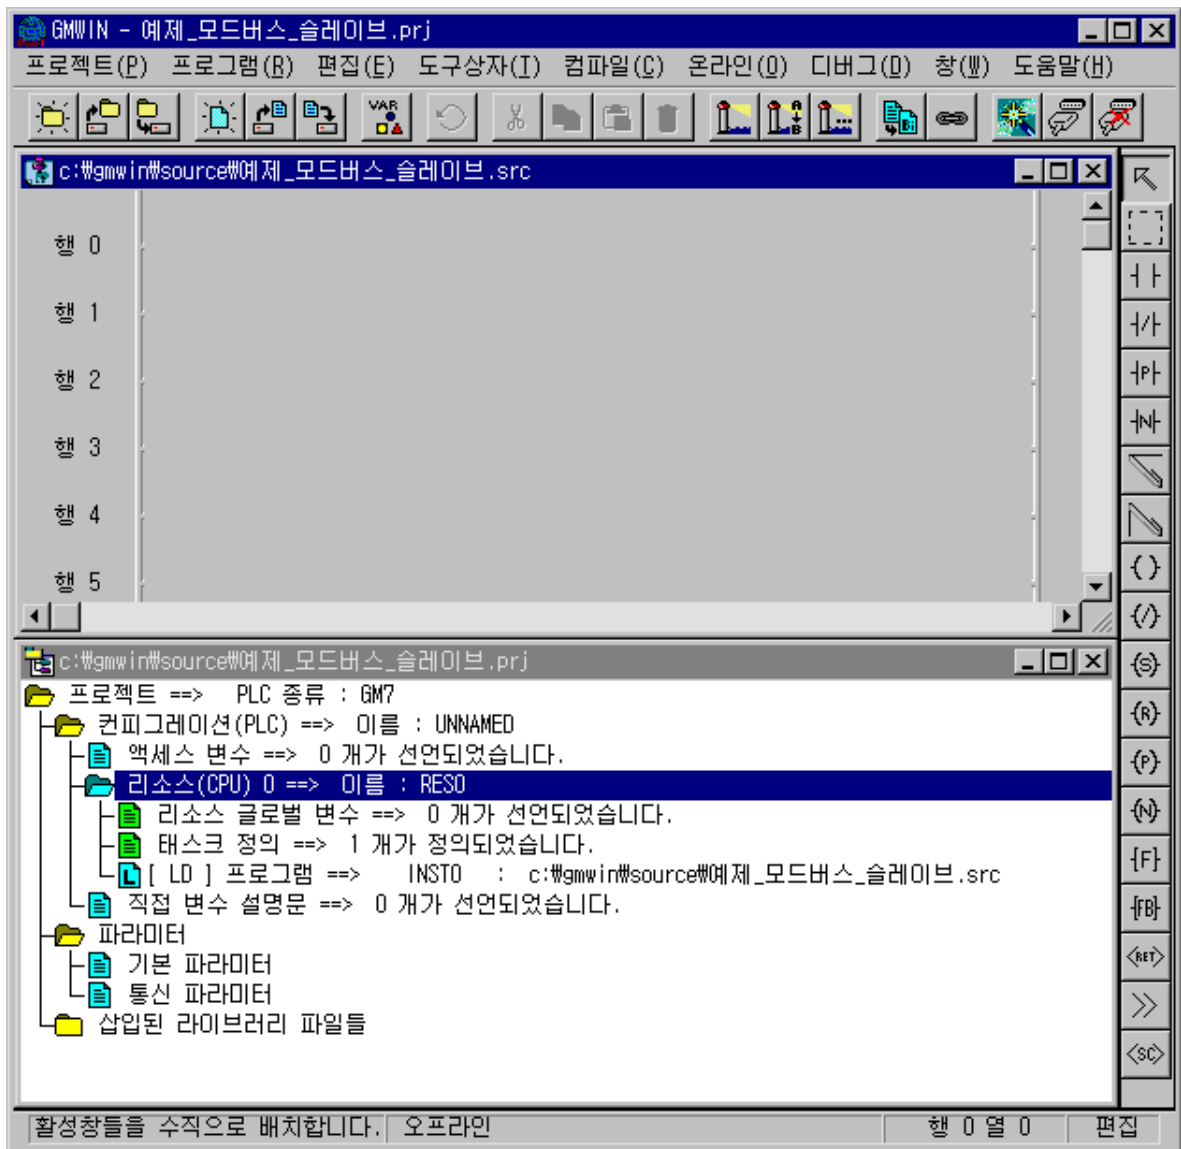 GMWIN - 예제_모드버스_슬레이브.prj
프로젝트(P) 프로그램(R) 편집(E) 도구상자(T) 컴파일(C) 온라인(O) 디버그(D) 창(W) 도움말(H)
VAR
c:₩gmwin₩source₩예제_모드버스_슬레이브.src
행 0
행 1
행 2
행 3
행 4
행 5
c:₩gmwin₩source₩예제_모드버스_슬레이브.prj
프로젝트 ==> PLC 종류 : GM7
컨피그레이션(PLC) ==> 이름 : UNNAMED
액세스 변수 ==> 0 개가 선언되었습니다.
리소스(CPU) 0 ==> 이름 : RES0
리소스 글로벌 변수 ==> 0 개가 선언되었습니다.
태스크 정의 ==> 1 개가 정의되었습니다.
[ LD ] 프로그램 ==> INST0 : c:₩gmwin₩source₩예제_모드버스_슬레이브.src
직접 변수 설명문 ==> 0 개가 선언되었습니다.
파라미터
기본 파라미터
통신 파라미터
삽입된 라이브러리 파일들
P
N
( )
(/)
(S)
(R)
(P)
(N)
{F}
{FB}
<RET>
>>
<SC>
활성창들을 수직으로 배치합니다. 오프라인 행 0 열 0 편집